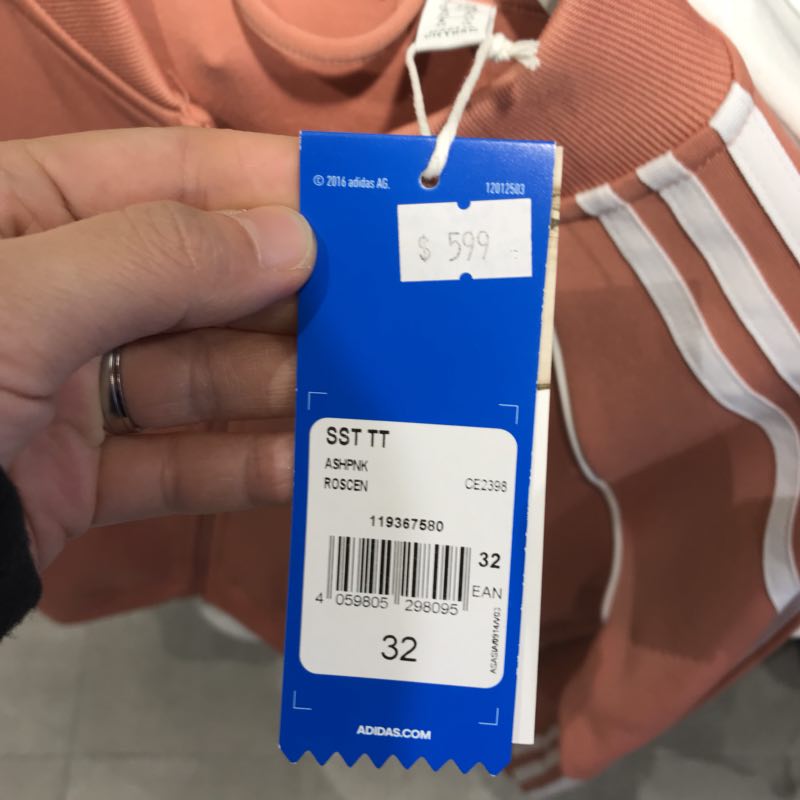 © 2016 adidas AG.
12012503
$ 599
SST TT
ASHPNK
ROSCEN
CE2398
119367580
32
EAN
4 059805 298095
32
ADIDAS.COM